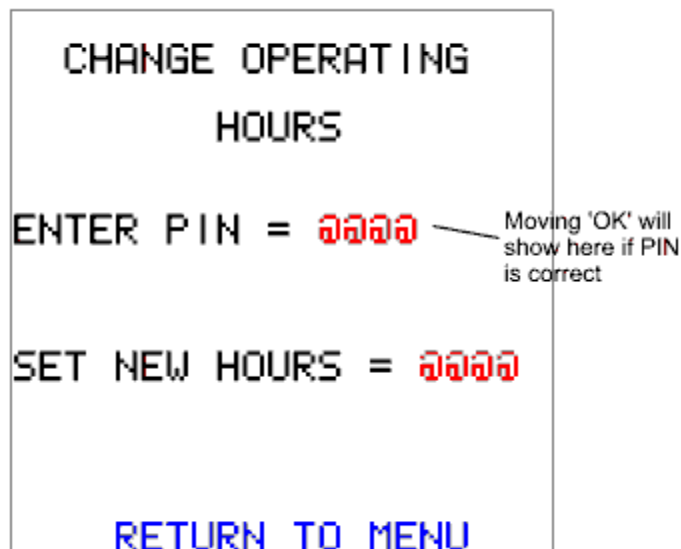 CHANGE OPERATING
HOURS
ENTER PIN = @@@@
Moving 'OK' will
show here if PIN
is correct
SET NEW HOURS = @@@@
RETURN TO MENU